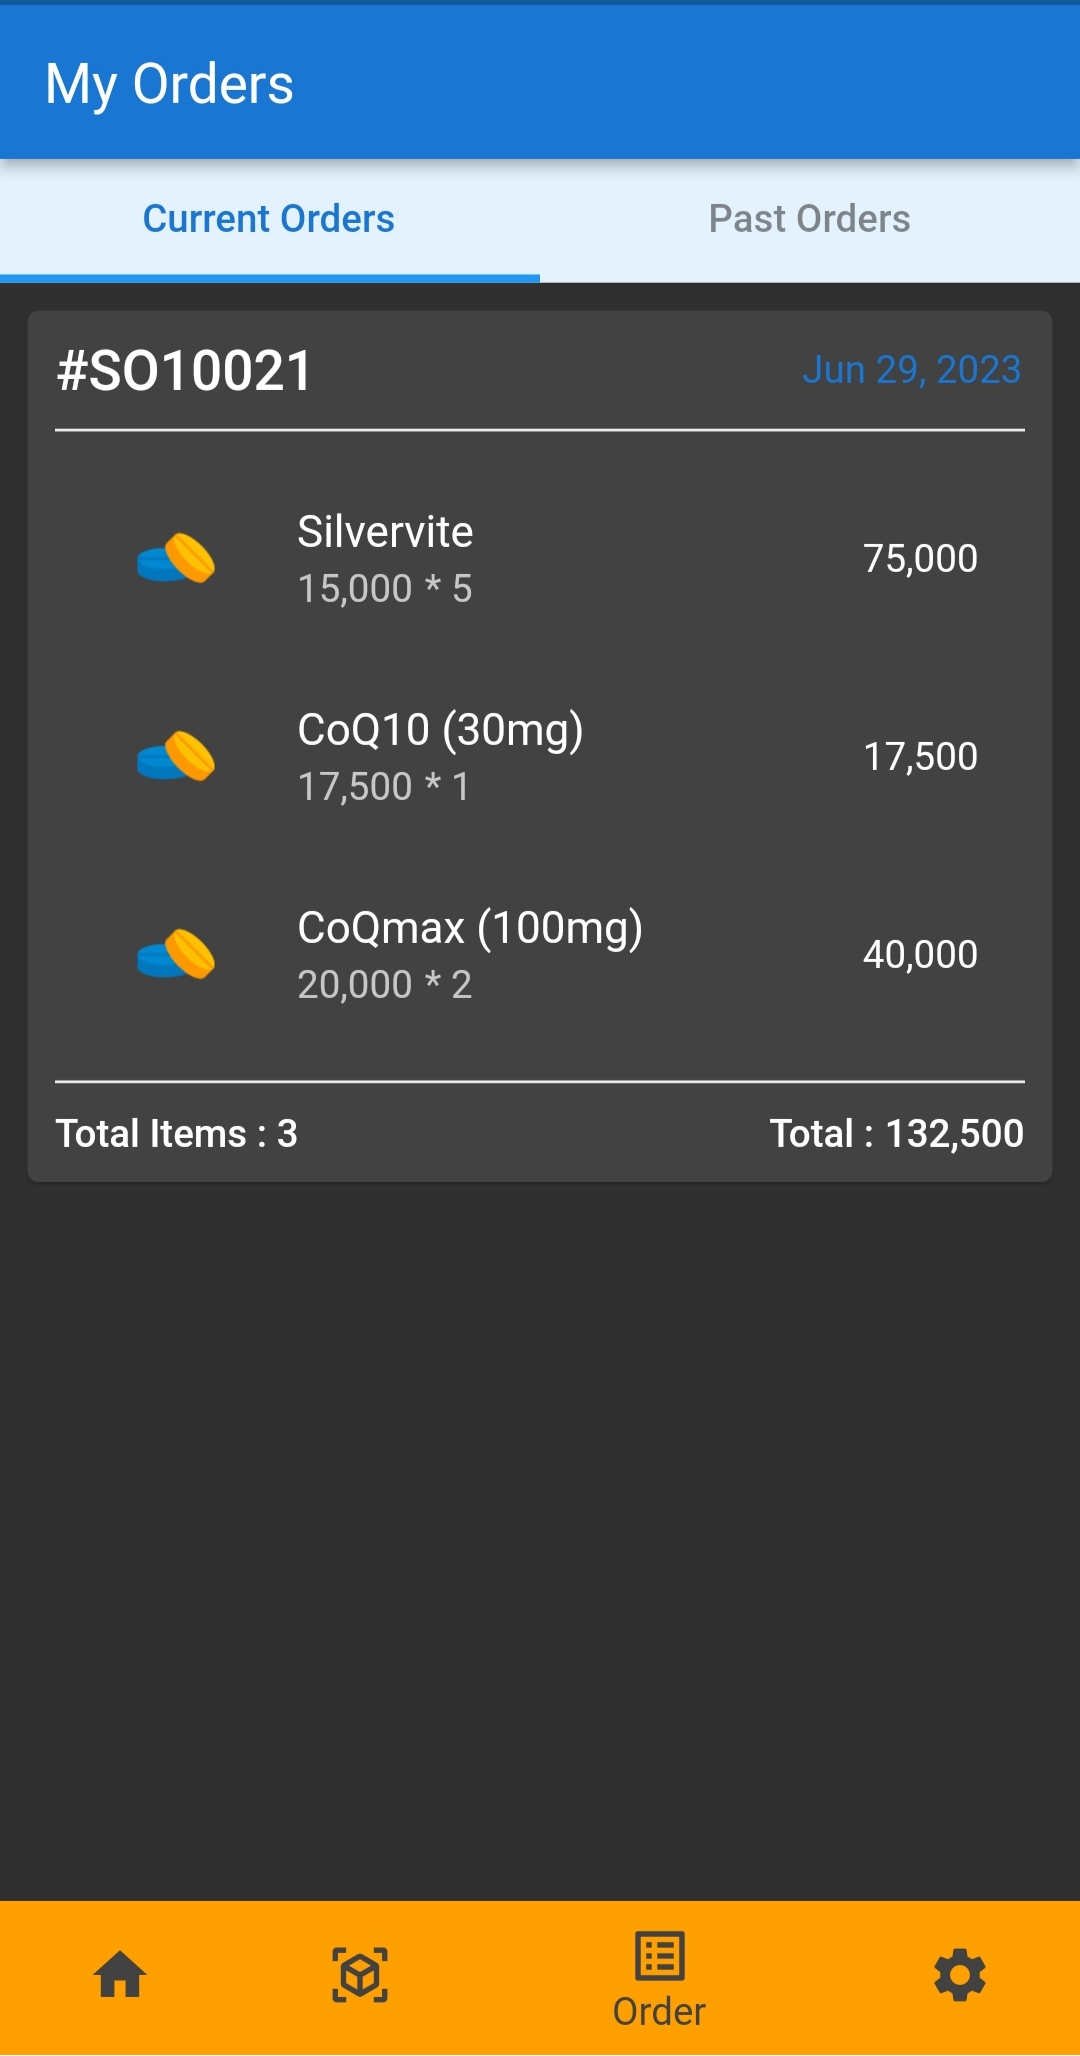 My Orders
Current Orders
Past Orders
#SO10021
Jun 29, 2023
Silvervite
15,000 * 5
75,000
CoQ10 (30mg)
17,500 * 1
17,500
CoQmax (100mg)
20,000 * 2
40,000
Total Items : 3
Total : 132,500
Order